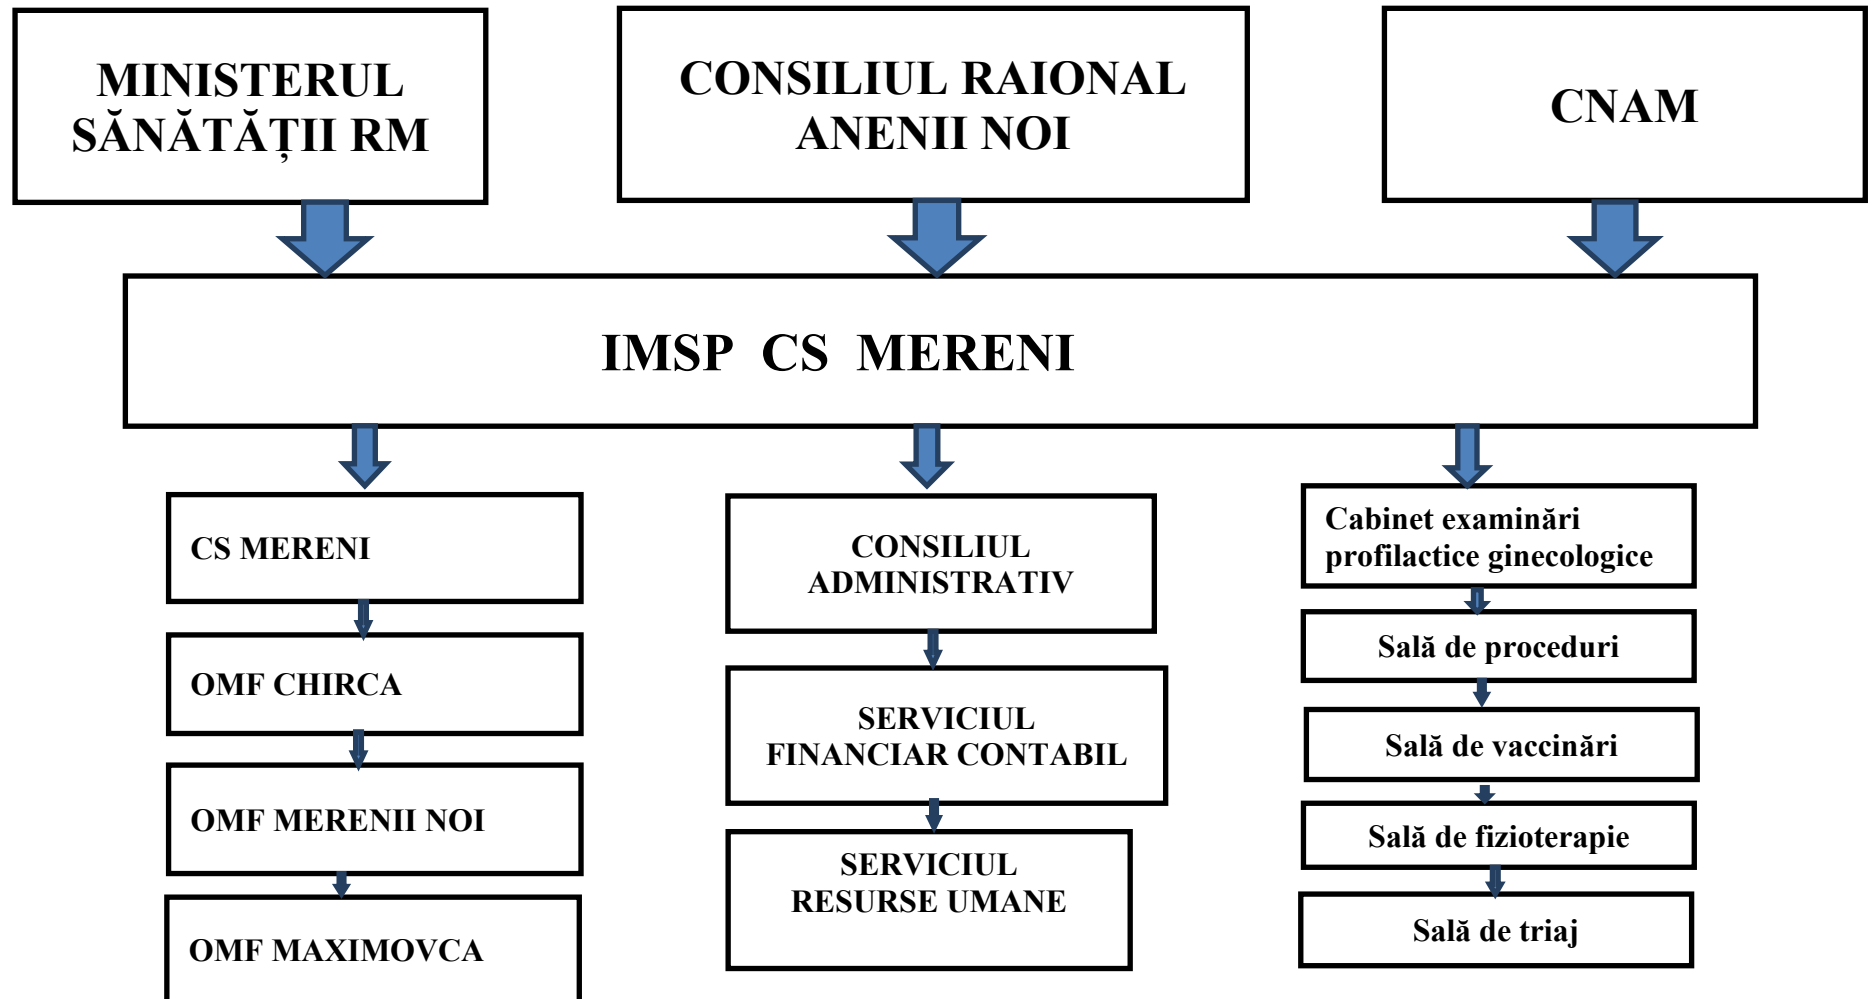 MINISTERUL
SĂNĂTĂȚII RM
CONSILIUL RAIONAL
ANENII NOI
CNAM
IMSP CS MERENI
CS MERENI
OMF CHIRCA
OMF MERENII NOI
OMF MAXIMOVCA
CONSILIUL
ADMINISTRATIV
SERVICIUL
FINANCIAR CONTABIL
SERVICIUL
RESURSE UMANE
Cabinet examinări
profilactice ginecologice
Sală de proceduri
Sală de vaccinări
Sală de fizioterapie
Sală de triaj